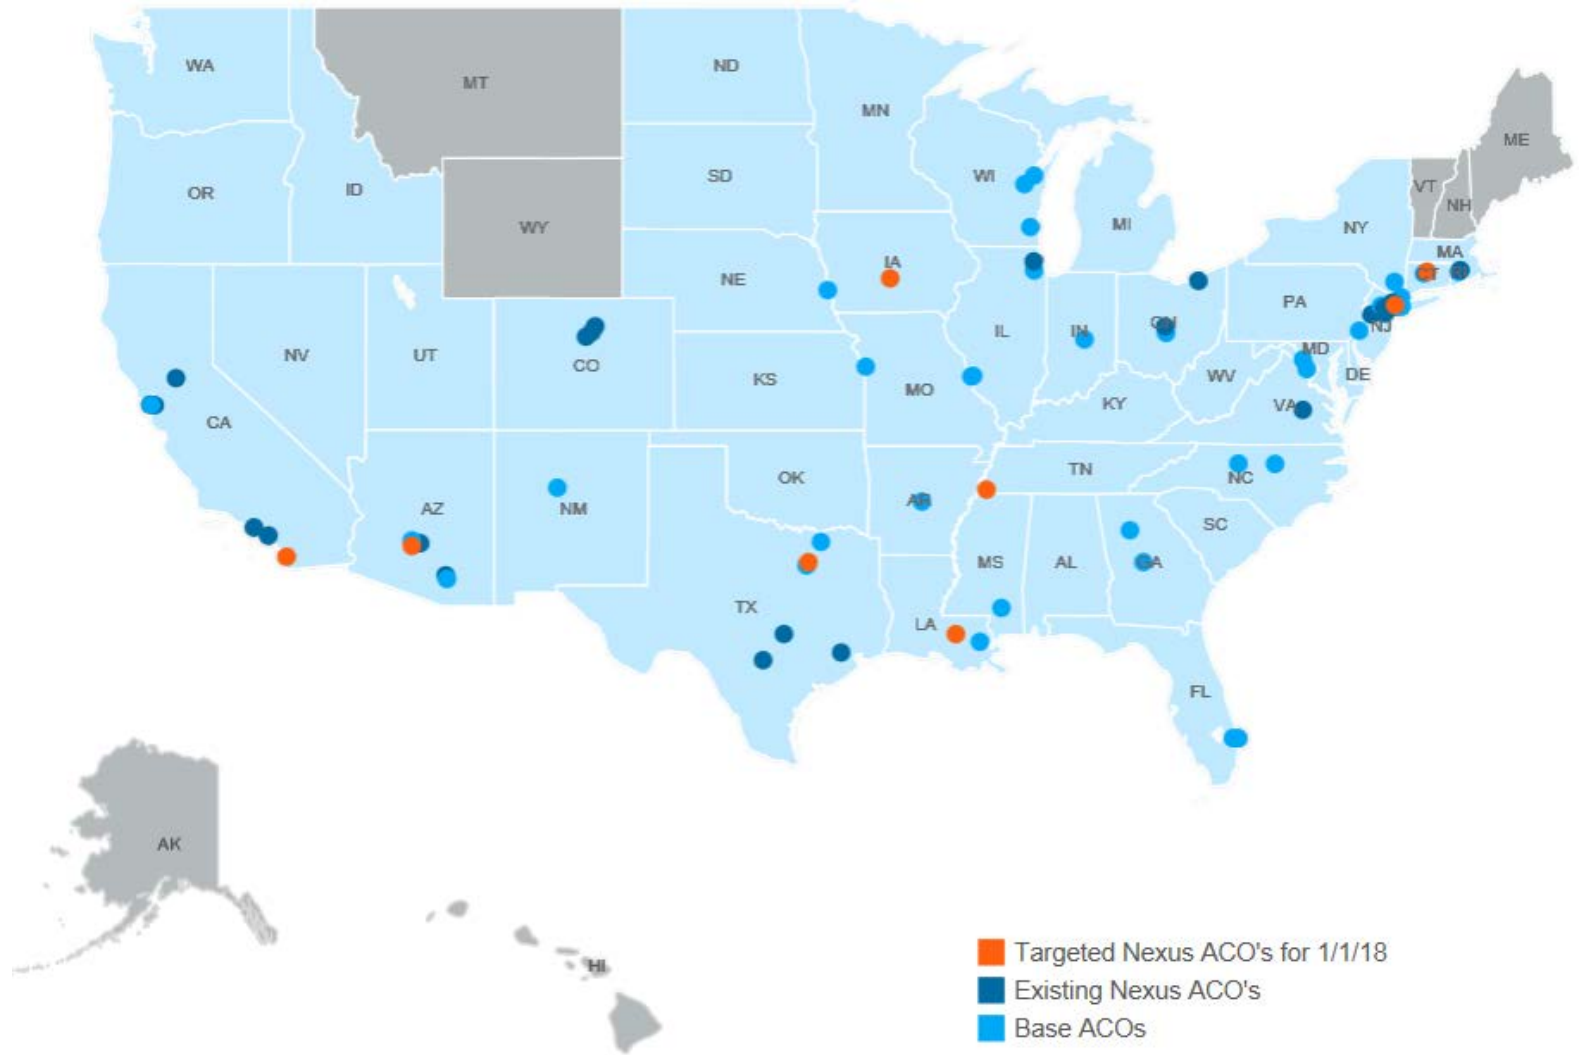 WA
MT
ND
MN
ME
OR
ID
SD
WI
VT
NH
WY
MI
NY
MA
IA
CT
RI
NE
PA
NV
UT
CO
IL
IN
OH
NJ
MD
DE
KS
MO
WV
KY
VA
CA
OK
TN
NC
AZ
NM
AR
SC
MS
AL
GA
TX
LA
FL
AK
HI
Targeted Nexus ACO's for 1/1/18
Existing Nexus ACO's
Base ACOs